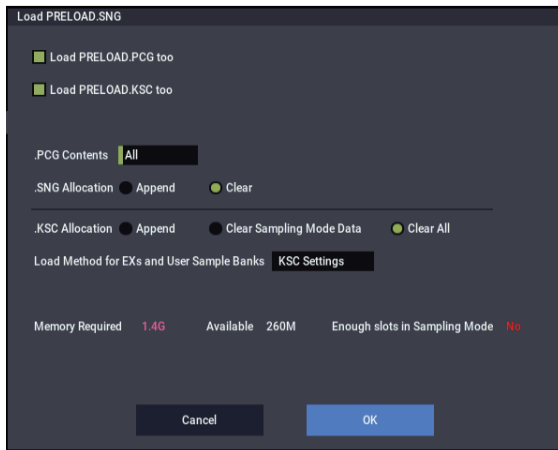 Load PRELOAD.SNG
Load PRELOAD.PCG too
Load PRELOAD.KSC too
.PCG Contents All
.SNG Allocation Append Clear
.KSC Allocation Append Clear Sampling Mode Data Clear All
Load Method for EXs and User Sample Banks KSC Settings
Memory Required 1.4G Available 260M Enough slots in Sampling Mode No
Cancel OK